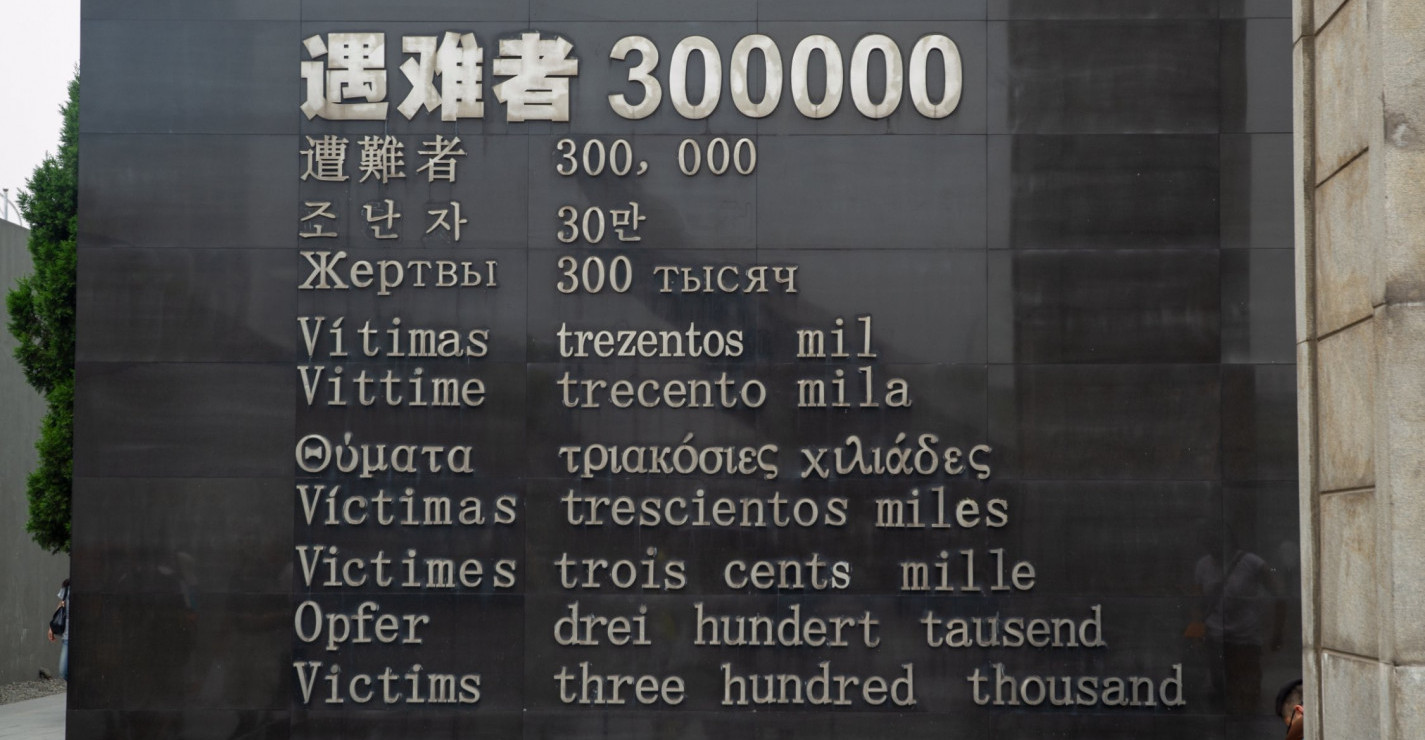 遇难者 300000
遭難者 300, 000
조난자 30만
Жертвы 300 тысяч
Vítimas trezentos mil
Vittime trecento mila
Θύματα τριακόσιες χιλιάδες
Víctimas trescientos miles
Victimes trois cents mille
Opfer drei hundert tausend
Victims three hundred thousand